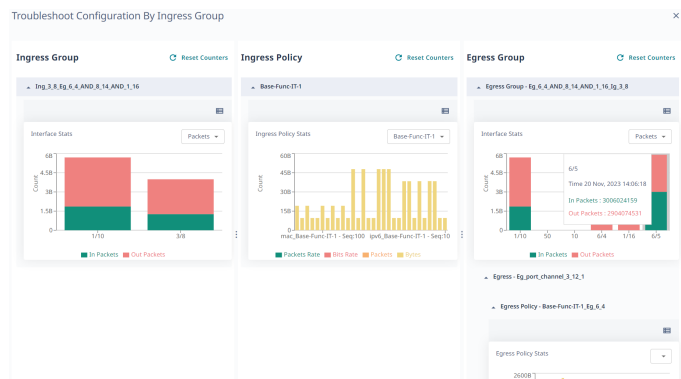 Troubleshoot Configuration By Ingress Group
Ingress Group
Reset Counters
Ing_3_8_Eg_6_4_AND_8_14_AND_1_16
Interface Stats
Packets
Count
6B
4.5B
3B
1.5B
0
1/10
3/8
In Packets
Out Packets
Ingress Policy
Reset Counters
Base-Func-IT-1
Ingress Policy Stats
Base-Func-IT-1
Count
60B
45B
30B
15B
0
mac_Base-Func-IT-1 - Seq:100
ipv6_Base-Func-IT-1 - Seq:10
Packets Rate
Bits Rate
Packets
Bytes
Egress Group
Reset Counters
Egress Group - Eg_6_4_AND_8_14_AND_1_16_Ig_3_8
Interface Stats
Packets
Count
6B
4.5B
3B
1.5B
0
1/10
50
10
6/4
1/16
6/5
6/5
Time 20 Nov, 2023 14:06:18
In Packets : 3006024159
Out Packets : 2904074531
In Packets
Out Packets
Egress - Eg_port_channel_3_12_1
Egress Policy - Base-Func-IT-1_Eg_6_4
Egress Policy Stats
2600B